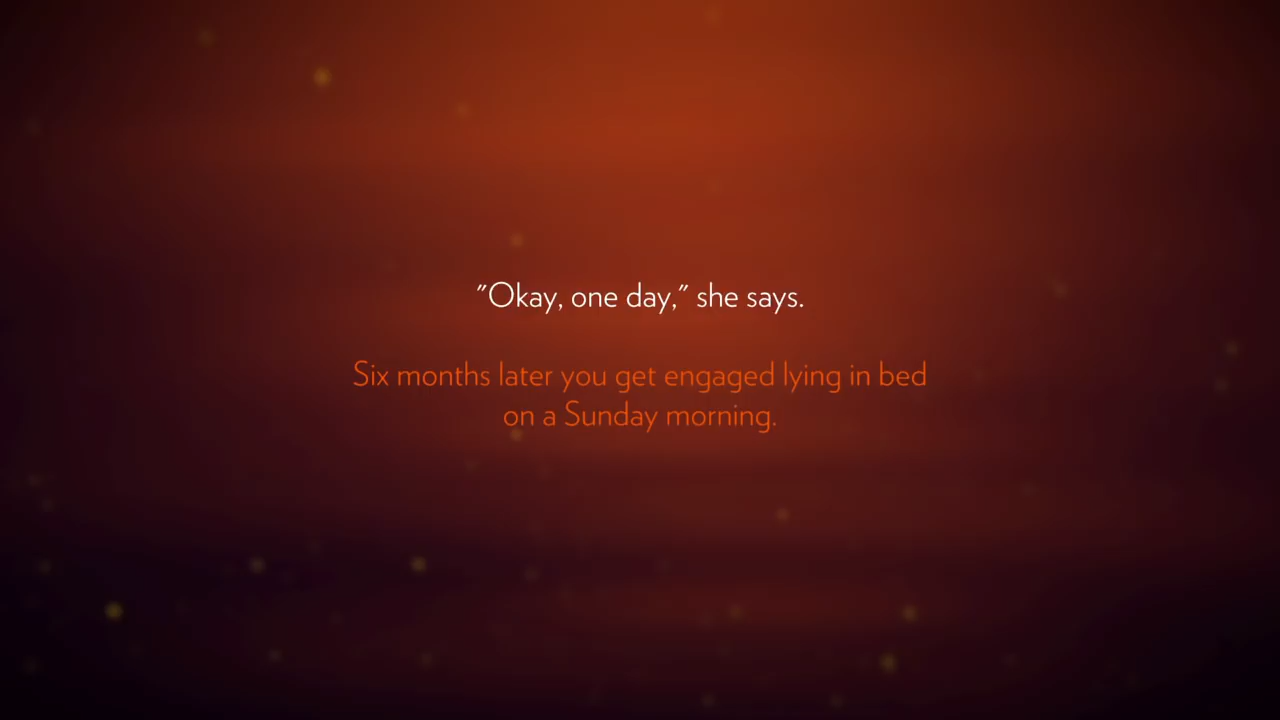 "Okay, one day," she says.
Six months later you get engaged lying in bed
on a Sunday morning.